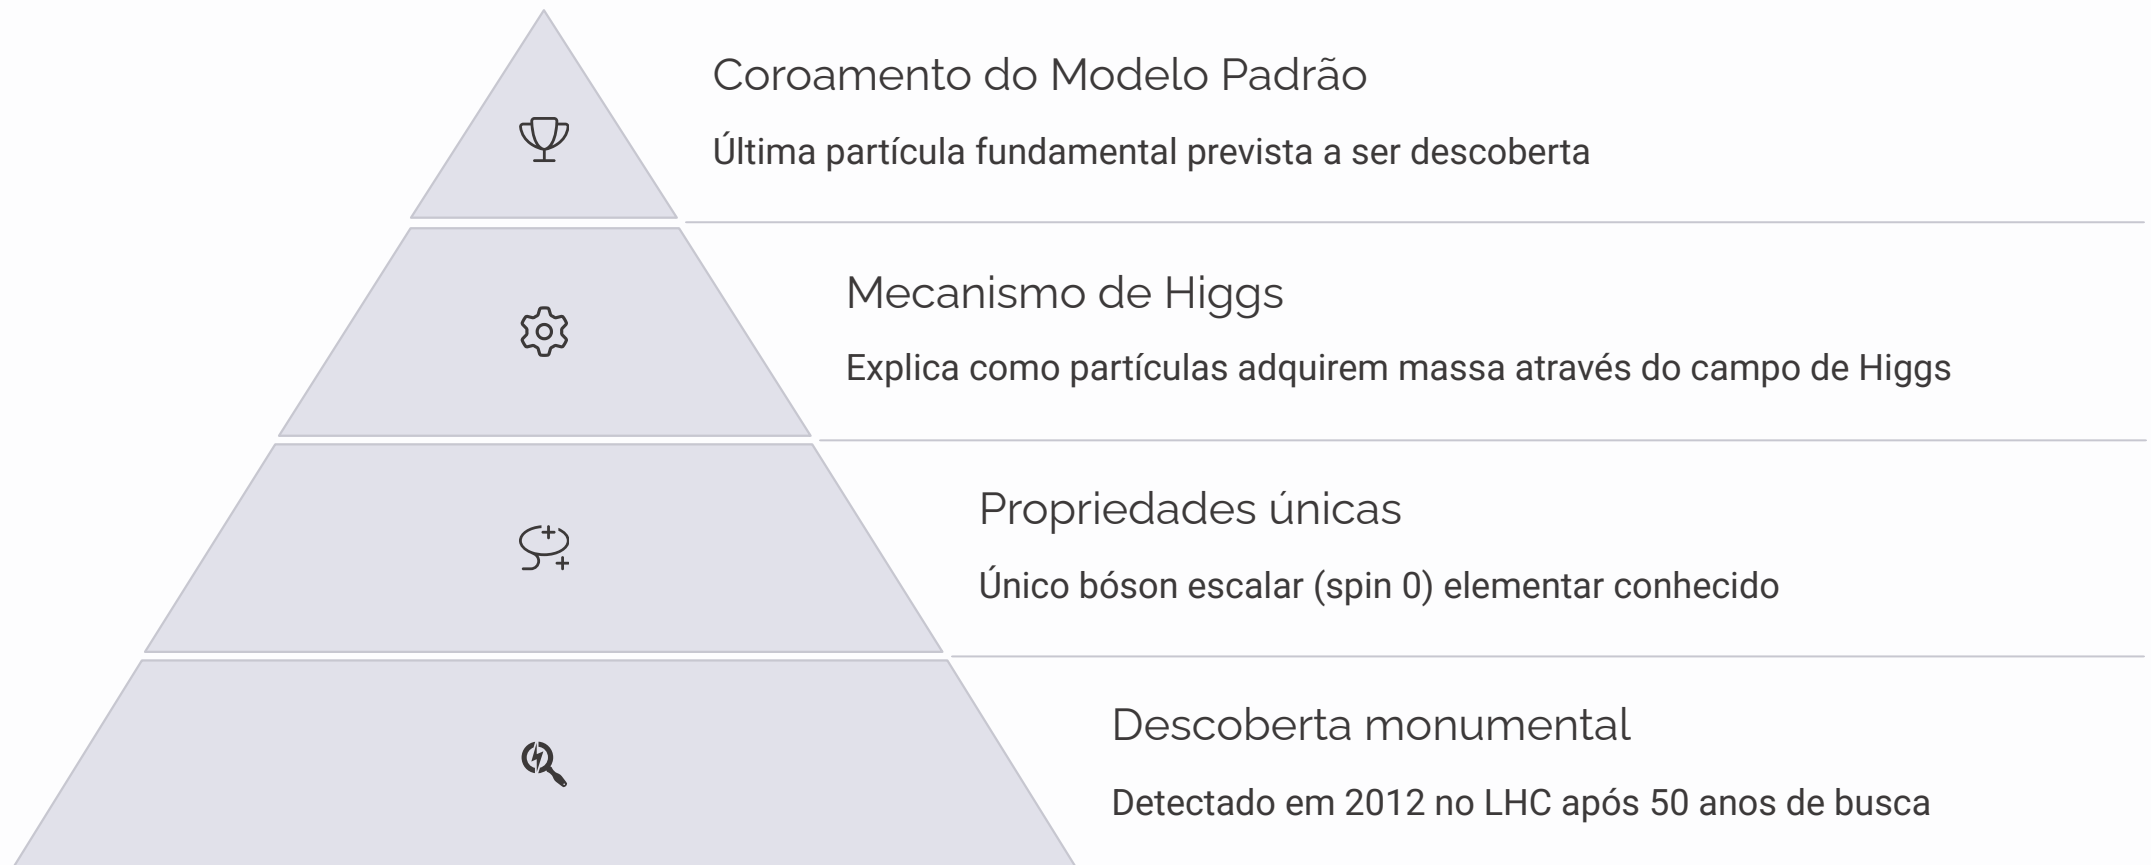 Coroamento do Modelo Padrão
Última partícula fundamental prevista a ser descoberta
Mecanismo de Higgs
Explica como partículas adquirem massa através do campo de Higgs
Propriedades únicas
Único bóson escalar (spin 0) elementar conhecido
Descoberta monumental
Detectado em 2012 no LHC após 50 anos de busca